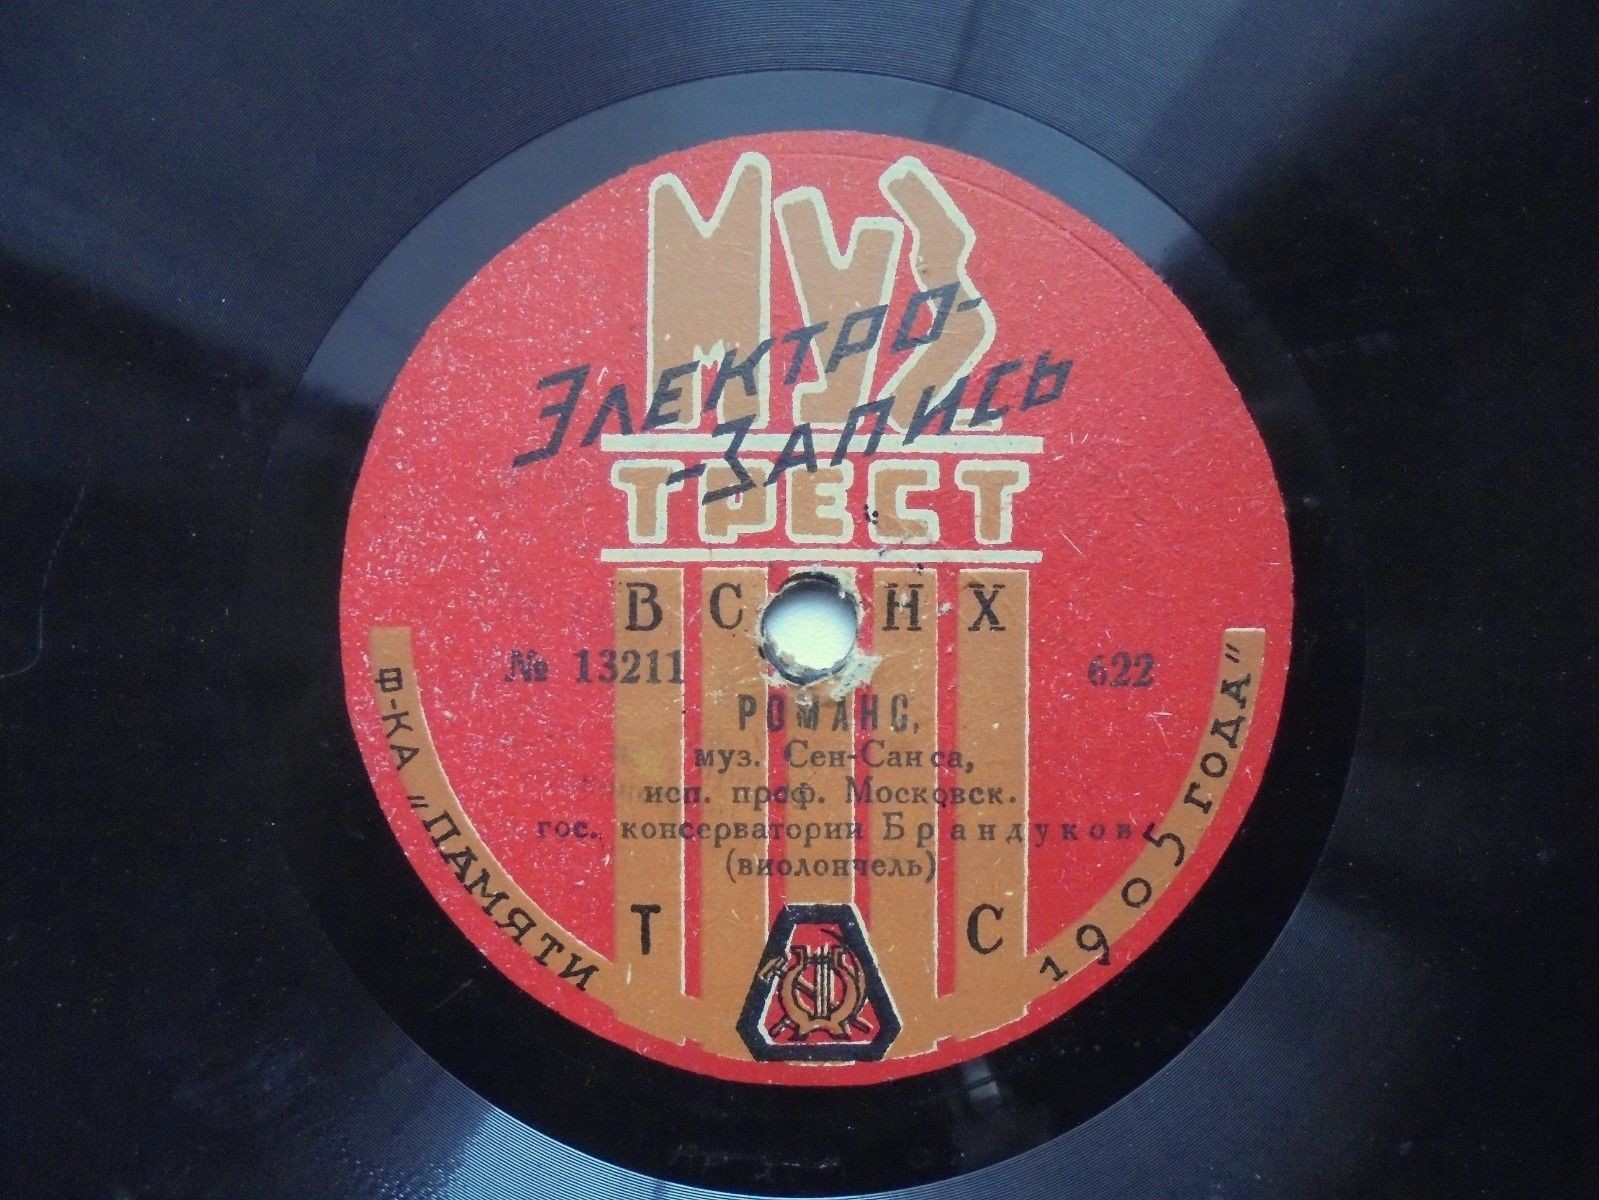 МУЗ
ЭЛЕКТРО-
-ЗАПИСЬ
ТРЕСТ
В С Н Х
№ 13211 622
РОМАНС,
муз. Сен-Санса,
исп. проф. Московск.
гос. консерватории Брандуков
(виолончель)
Т С
Ф-КА „ПАМЯТИ 1905 ГОДА"